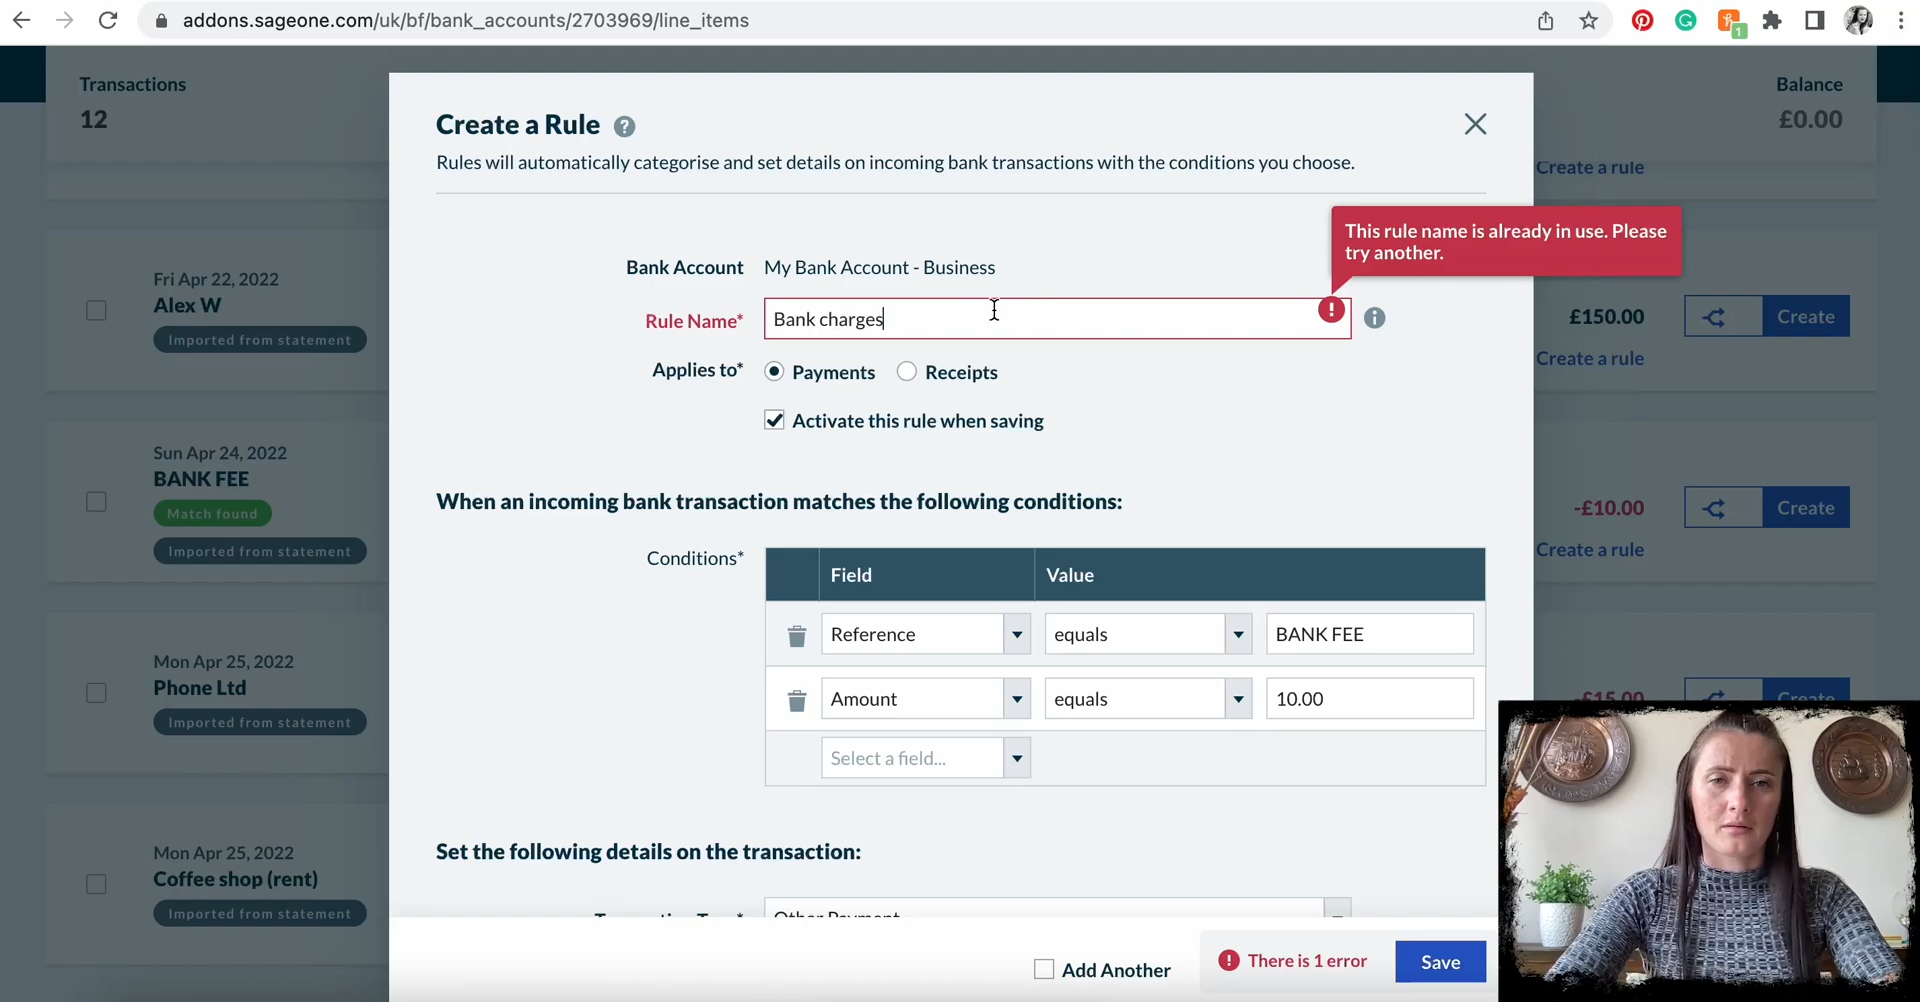 addons.sageone.com/uk/bf/bank_accounts/2703969/line_items
1
Transactions
12
Balance
£0.00
Create a Rule ?
Rules will automatically categorise and set details on incoming bank transactions with the conditions you choose.
Create a rule
This rule name is already in use. Please
try another.
Bank Account My Bank Account - Business
Rule Name* Bank charges
Applies to* Payments Receipts
Activate this rule when saving
Fri Apr 22, 2022
Alex W
Imported from statement
£150.00 Create
Create a rule
Sun Apr 24, 2022
BANK FEE
Match found
Imported from statement
-£10.00 Create
Create a rule
When an incoming bank transaction matches the following conditions:
Conditions*
Field Value
Reference equals BANK FEE
Amount equals 10.00
Select a field...
Mon Apr 25, 2022
Phone Ltd
Imported from statement
-£15.00 Create
Mon Apr 25, 2022
Coffee shop (rent)
Imported from statement
Set the following details on the transaction:
Other Payment
Add Another
There is 1 error
Save